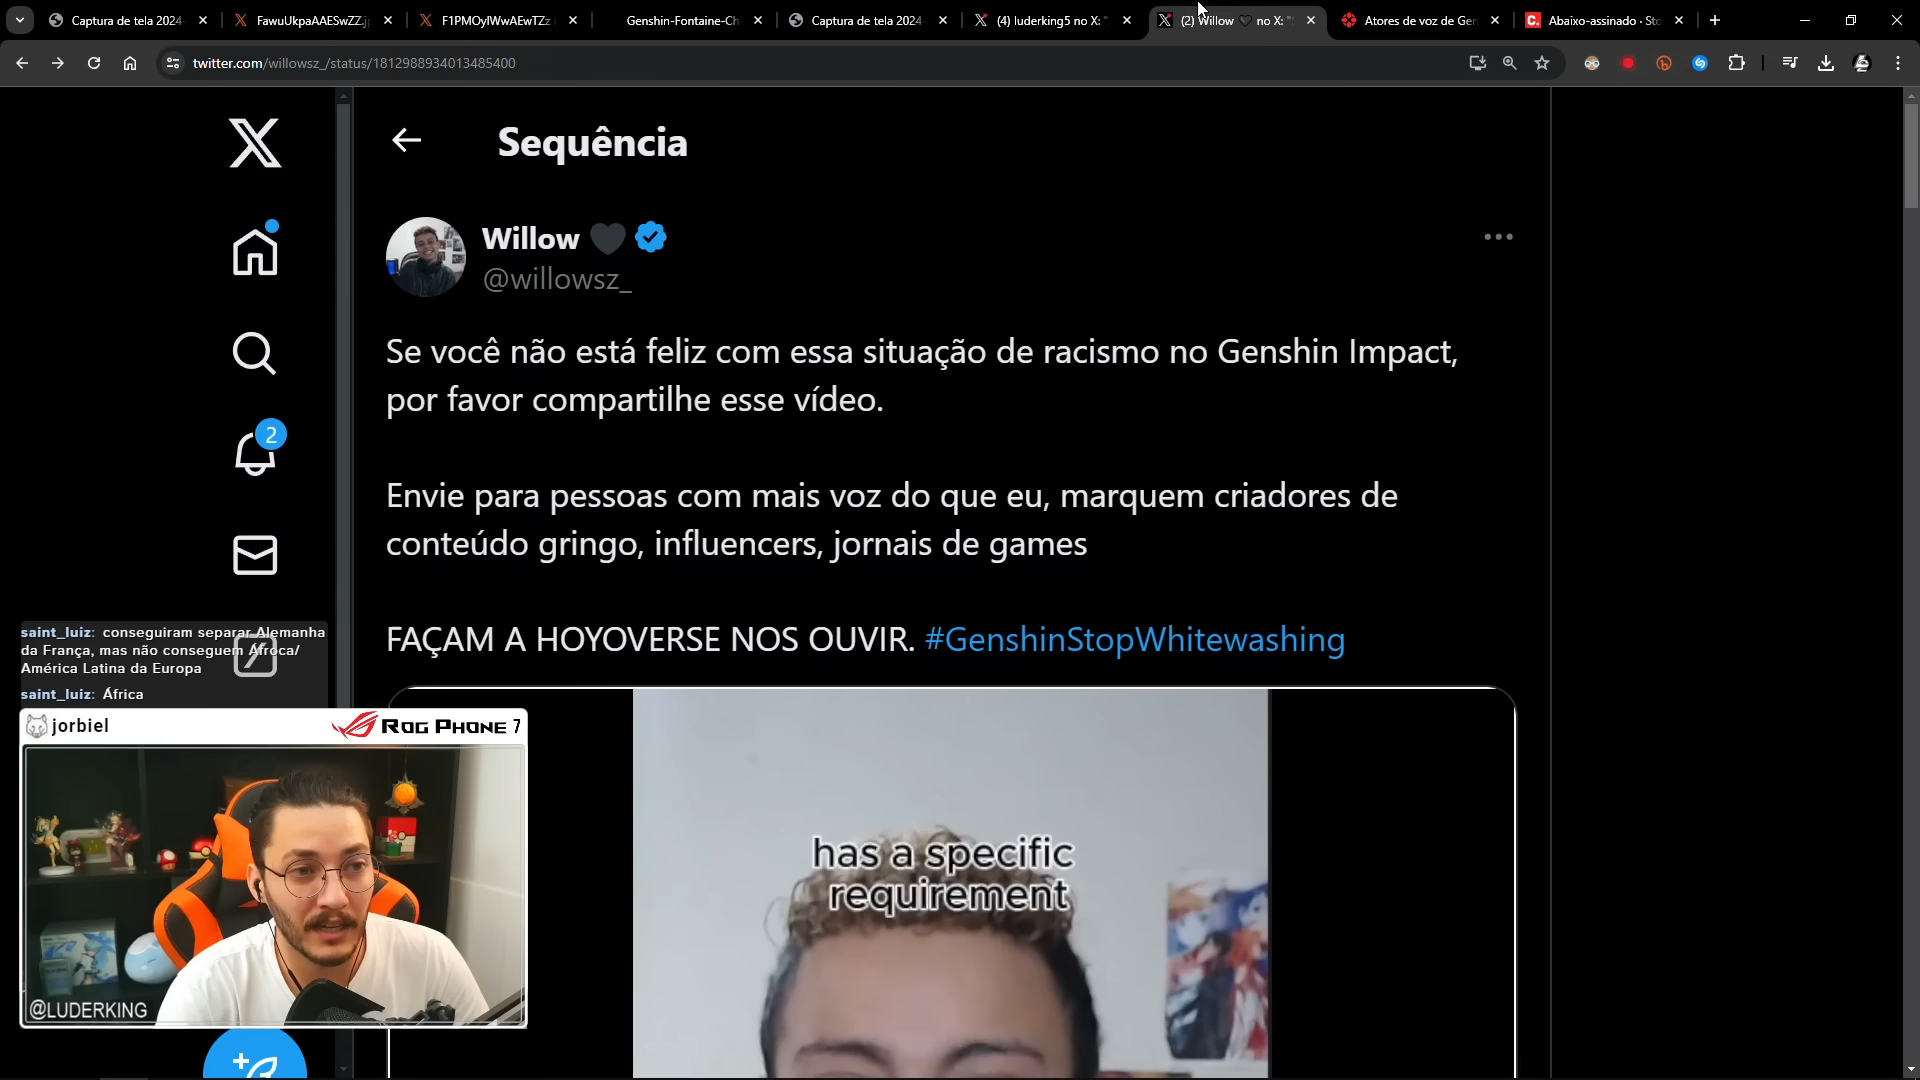 Captura de tela 2024
FawuUkpaAAESwZZ.j
F1PMOyIWwAEwTZz
Genshin-Fontaine-Ch
Captura de tela 2024
(4) luderking5 no X: "
(2) Willow 🖤 no X: "
Atores de voz de Ge
Abaixo-assinado · Sto
twitter.com/willowsz_/status/1812988934013485400
Sequência
Willow 🖤
@willowsz_
Se você não está feliz com essa situação de racismo no Genshin Impact,
por favor compartilhe esse vídeo.
Envie para pessoas com mais voz do que eu, marquem criadores de
conteúdo gringo, influencers, jornais de games
FAÇAM A HOYOVERSE NOS OUVIR. #GenshinStopWhitewashing
2
saint_luiz: conseguiram separar Alemanha
da França, mas não conseguem Áfroca/
América Latina da Europa
saint_luiz: África
jorbiel
ROG PHONE 7
@LUDERKING
has a specific
requirement